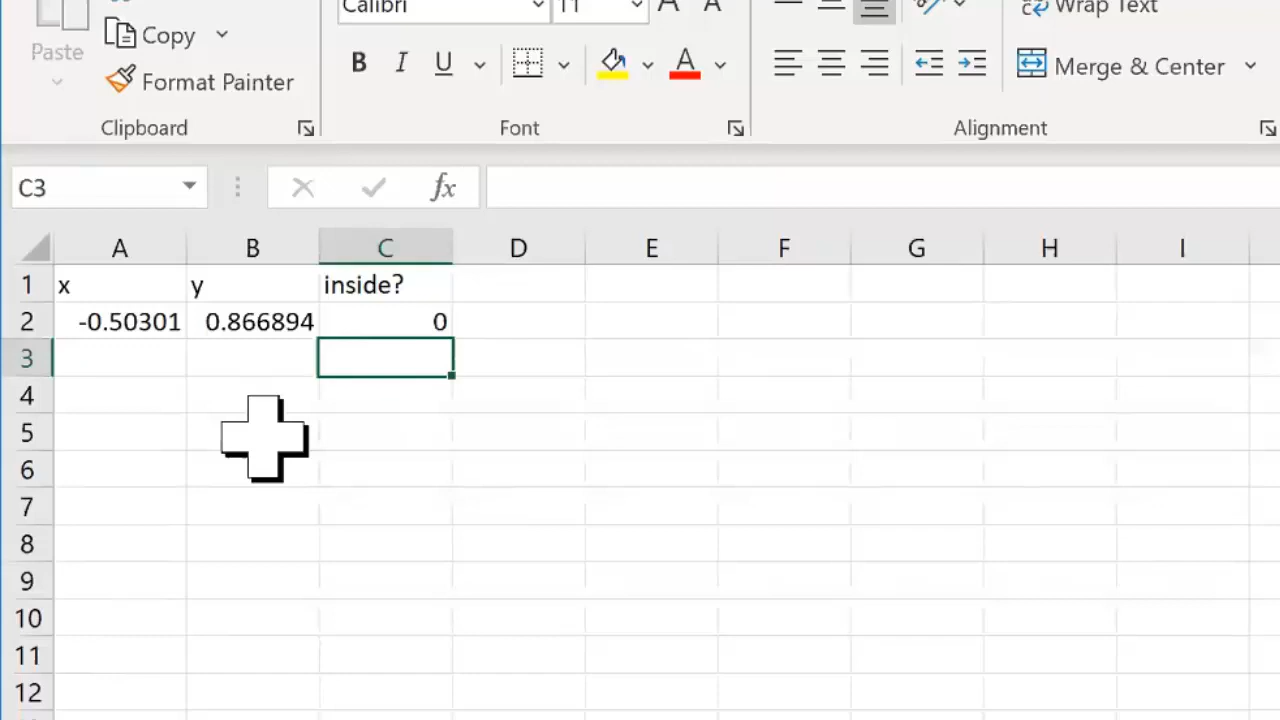 Calibri 11 A A
Wrap Text
Paste
Copy
B I U A
Merge & Center
Format Painter
Clipboard Font Alignment
C3 fx
A B C D E F G H I
1 x y inside?
2 -0.50301 0.866894 0
3
4
5
6
7
8
9
10
11
12